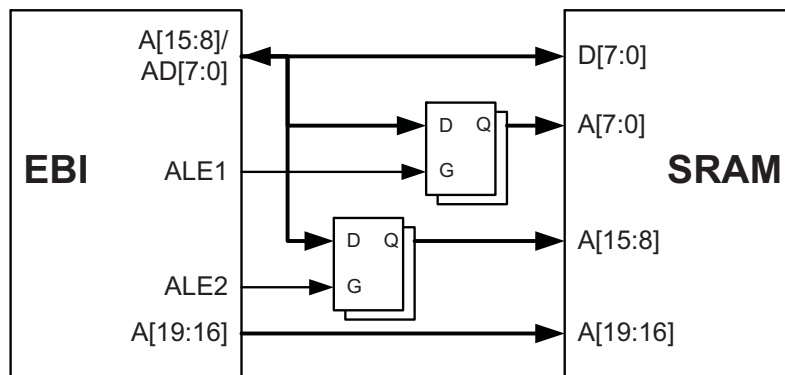 A[15:8]/
AD[7:0]
D[7:0]
D Q
A[7:0]
EBI
ALE1
G
SRAM
D Q
A[15:8]
ALE2
G
A[19:16]
A[19:16]